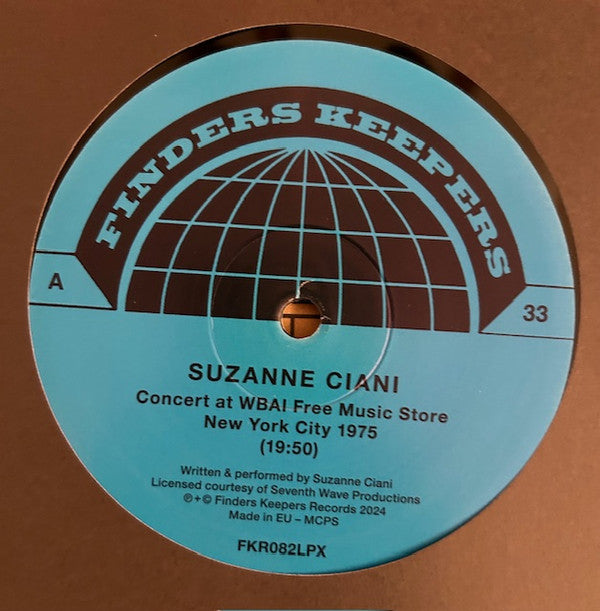 FINDERS KEEPERS
A
33
SUZANNE CIANI
Concert at WBAI Free Music Store
New York City 1975
(19:50)
Written & performed by Suzanne Ciani
Licensed courtesy of Seventh Wave Productions
℗+© Finders Keepers Records 2024
Made in EU – MCPS
FKR082LPX